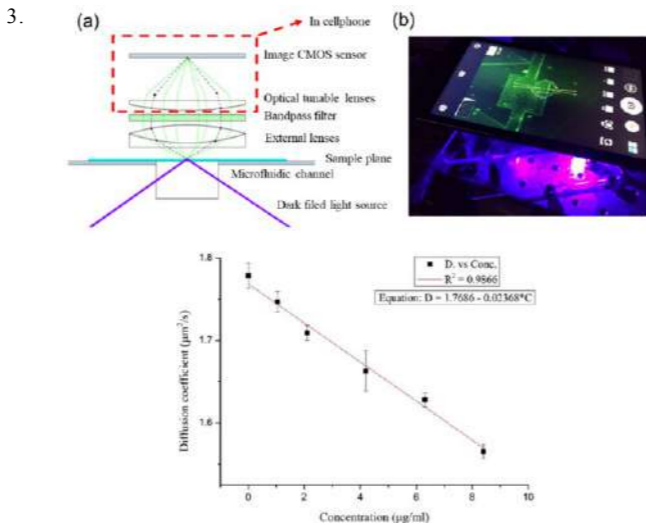 3.
(a)
In cellphone
Image CMOS sensor
Optical tunable lenses
Bandpass filter
External lenses
Sample plane
Microfluidic channel
Dark filed light source
(b)
D. vs Conc.
R² = 0.9866
Equation: D = 1.7686 - 0.02368*C
1.8
1.7
1.6
Diffusion coefficient (μm²/s)
0 2 4 6 8 10
Concentration (μg/ml)